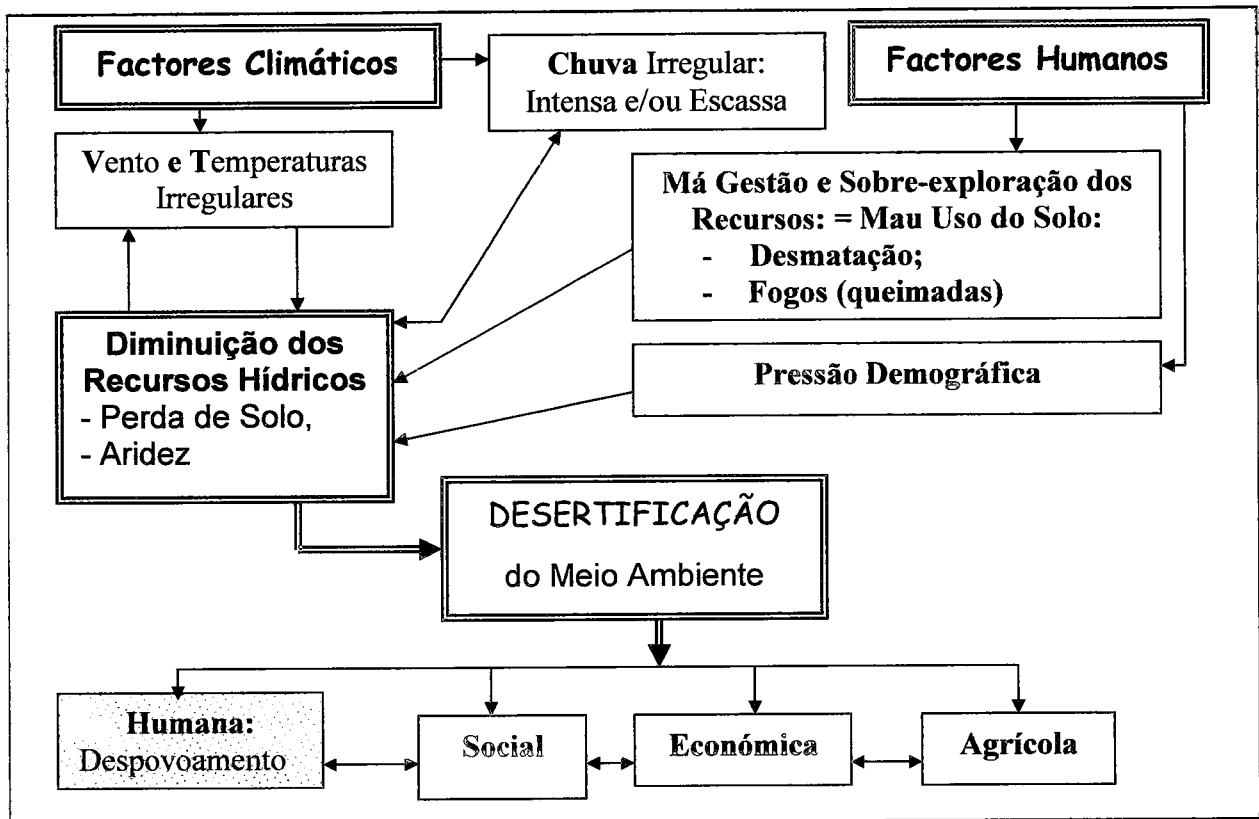 Factores Climáticos
Chuva Irregular:
Intensa e/ou Escassa
Factores Humanos
Vento e Temperaturas
Irregulares
Má Gestão e Sobre-exploração dos
Recursos: = Mau Uso do Solo:
- Desmatação;
- Fogos (queimadas)
Diminuição dos
Recursos Hídricos
- Perda de Solo,
- Aridez
Pressão Demográfica
DESERTIFICAÇÃO
do Meio Ambiente
Humana:
Despovoamento
Social
Económica
Agrícola